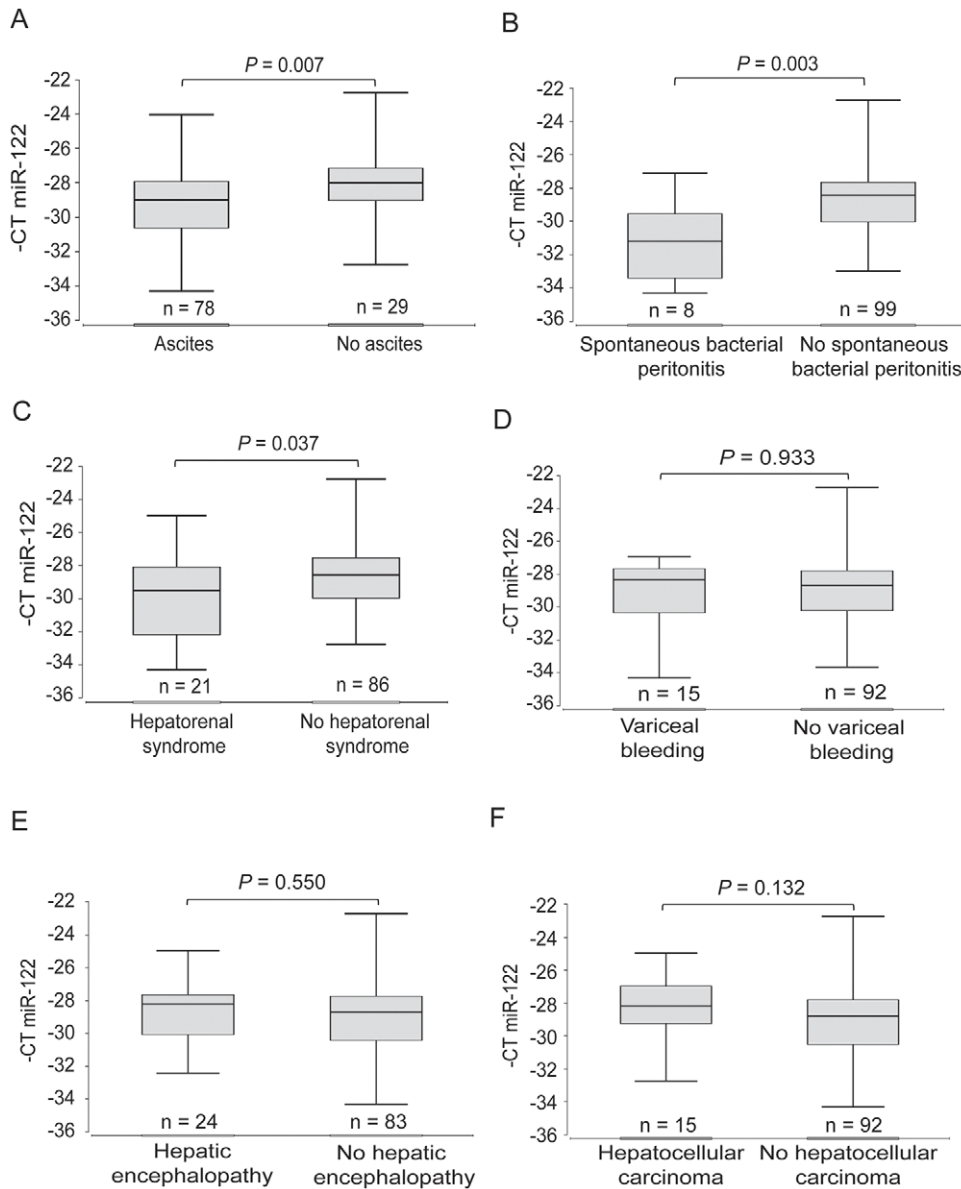 A
P = 0.007
-CT miR-122
-22
-24
-26
-28
-30
-32
-34
-36
n = 78
n = 29
Ascites
No ascites
B
P = 0.003
-CT miR-122
-22
-24
-26
-28
-30
-32
-34
-36
n = 8
n = 99
Spontaneous bacterial
peritonitis
No spontaneous
bacterial peritonitis
C
P = 0.037
-CT miR-122
-22
-24
-26
-28
-30
-32
-34
-36
n = 21
n = 86
Hepatorenal
syndrome
No hepatorenal
syndrome
D
P = 0.933
-CT miR-122
-22
-24
-26
-28
-30
-32
-34
-36
n = 15
n = 92
Variceal
bleeding
No variceal
bleeding
E
P = 0.550
-CT miR-122
-22
-24
-26
-28
-30
-32
-34
-36
n = 24
n = 83
Hepatic
encephalopathy
No hepatic
encephalopathy
F
P = 0.132
-CT miR-122
-22
-24
-26
-28
-30
-32
-34
-36
n = 15
n = 92
Hepatocellular
carcinoma
No hepatocellular
carcinoma